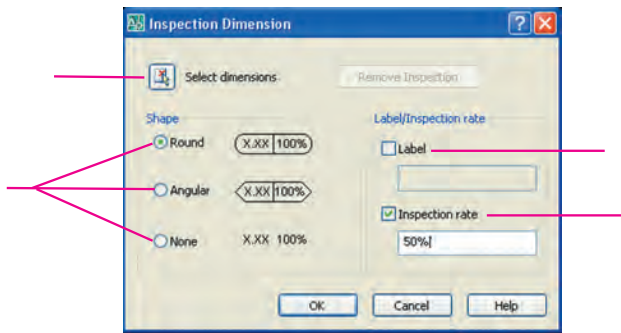 Inspection Dimension
Select dimensions
Remove Inspection
Shape
Round
X.XX 100%
Angular
X.XX 100%
None
X.XX 100%
Label/Inspection rate
Label
Inspection rate
50%
OK
Cancel
Help